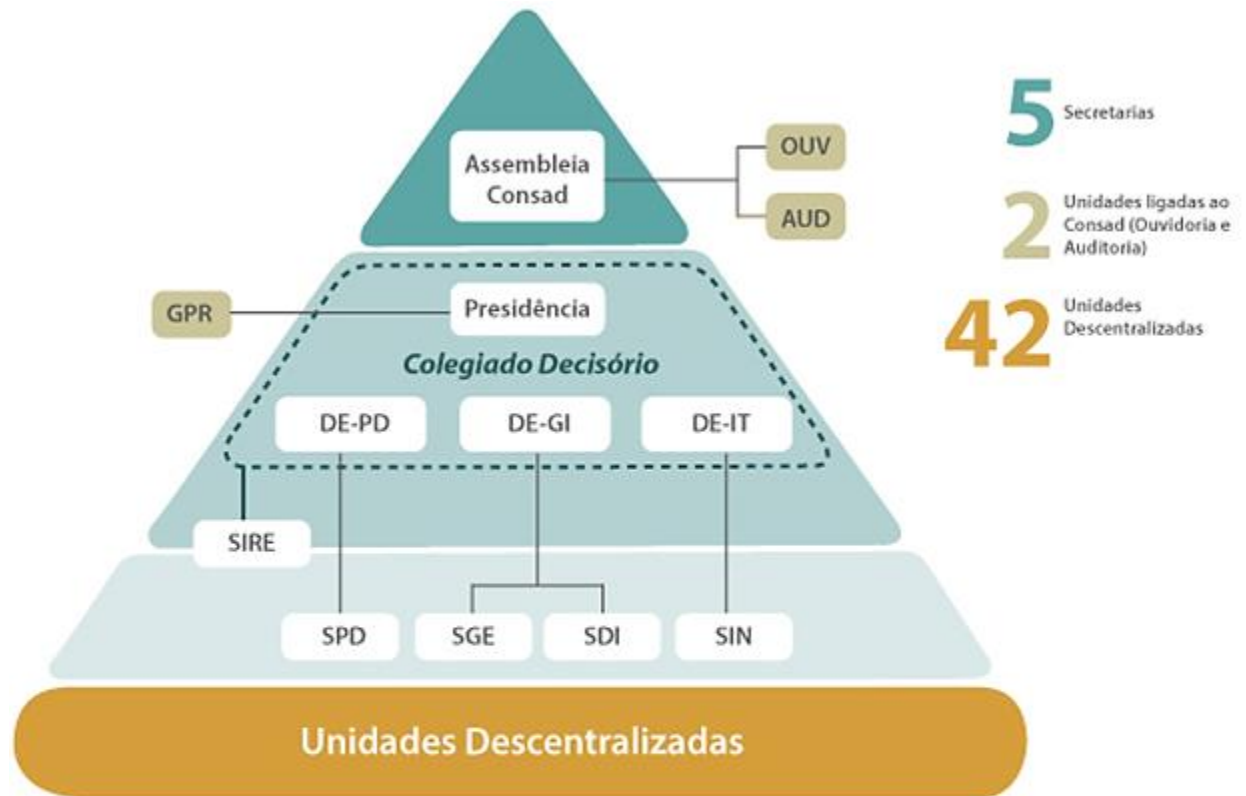 Assembleia
Consad
OUV
AUD
GPR
Presidência
Colegiado Decisório
DE-PD
DE-GI
DE-IT
SIRE
SPD
SGE
SDI
SIN
Unidades Descentralizadas
5
Secretarias
2
Unidades ligadas ao
Consad (Ouvidoria e
Auditoria)
42
Unidades
Descentralizadas